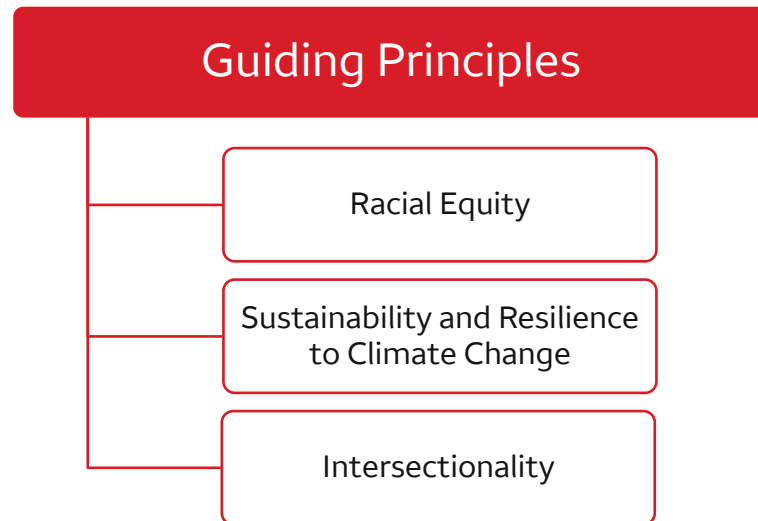 Guiding Principles
Racial Equity
Sustainability and Resilience
to Climate Change
Intersectionality